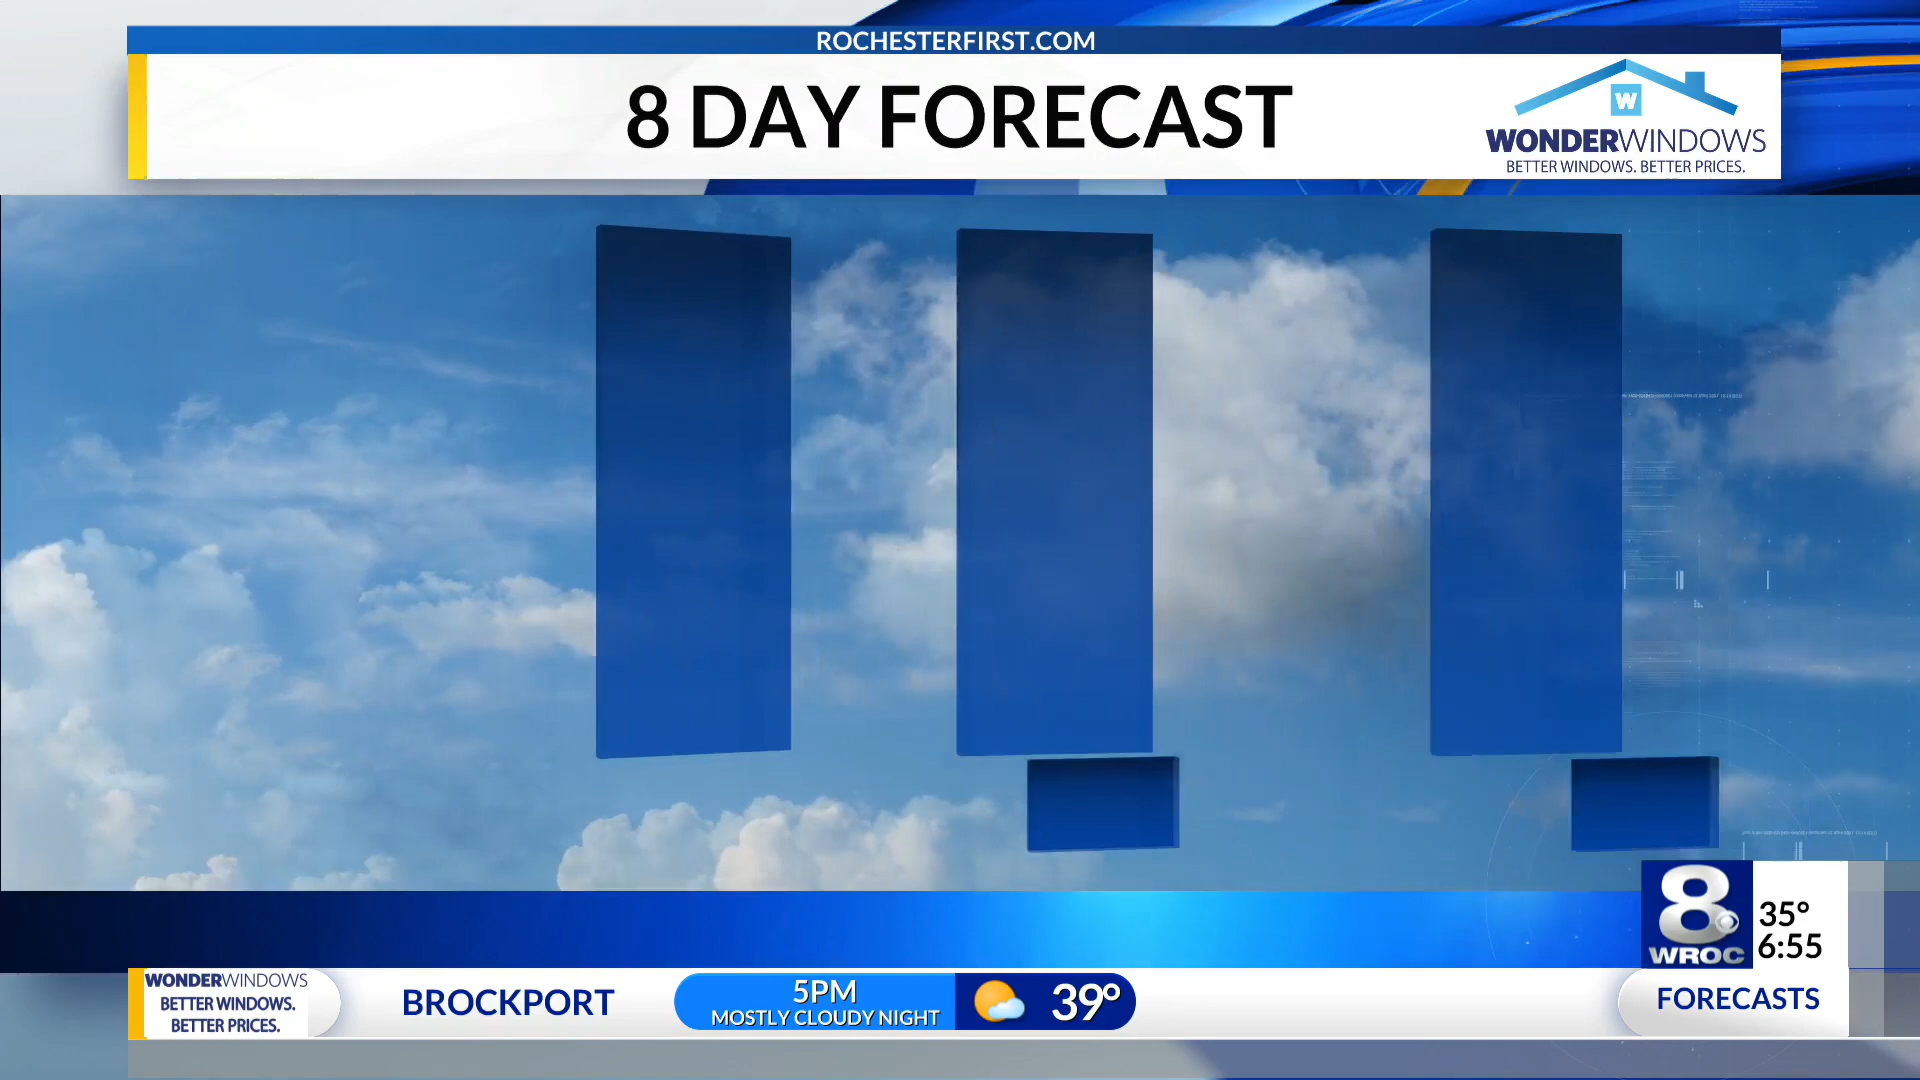 ROCHESTERFIRST.COM
8 DAY FORECAST
W
WONDERWINDOWS
BETTER WINDOWS. BETTER PRICES.
8
WROC
35°
6:55
WONDERWINDOWS
BETTER WINDOWS.
BETTER PRICES.
BROCKPORT
5PM
MOSTLY CLOUDY NIGHT
39°
FORECASTS